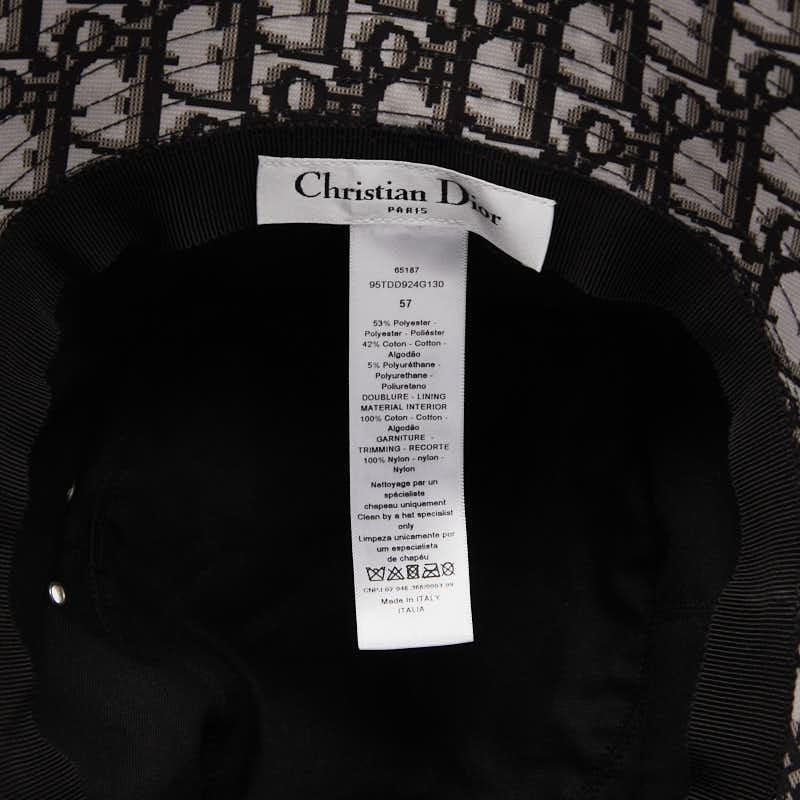 Christian Dior
PARIS
65187
95TDD924G130
57
53% Polyester -
Polyester - Poliéster
42% Coton - Cotton -
Algodão
5% Polyuréthane -
Polyurethane -
Poliuretano
DOUBLURE - LINING
MATERIAL INTERIOR
100% Coton - Cotton -
Algodão
GARNITURE -
TRIMMING - RECORTE
100% Nylon - nylon -
Nylon
Nettoyage par un
spécialiste
chapeau uniquement
Clean by a hat specialist
only
Limpeza unicamente por
um especialista
de chapéu
Made In ITALY
ITALIA